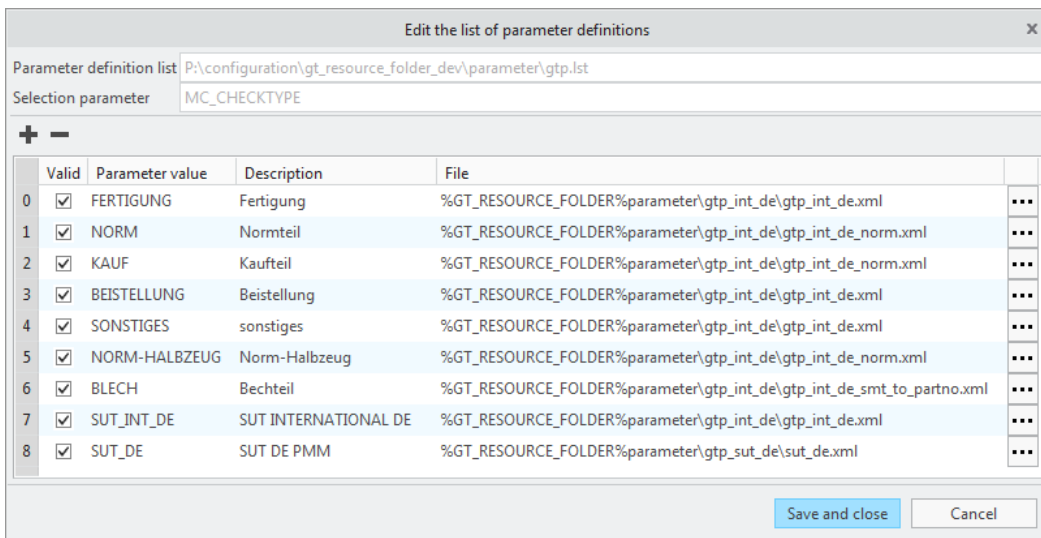 Edit the list of parameter definitions x
Parameter definition list P:\configuration\gt_resource_folder_dev\parameter\gtp.lst
Selection parameter MC_CHECKTYPE
Valid Parameter value Description File
0 FERTIGUNG Fertigung %GT_RESOURCE_FOLDER%parameter\gtp_int_de\gtp_int_de.xml ...
1 NORM Normteil %GT_RESOURCE_FOLDER%parameter\gtp_int_de\gtp_int_de_norm.xml ...
2 KAUF Kaufteil %GT_RESOURCE_FOLDER%parameter\gtp_int_de\gtp_int_de_norm.xml ...
3 BEISTELLUNG Beistellung %GT_RESOURCE_FOLDER%parameter\gtp_int_de\gtp_int_de.xml ...
4 SONSTIGES sonstiges %GT_RESOURCE_FOLDER%parameter\gtp_int_de\gtp_int_de.xml ...
5 NORM-HALBZEUG Norm-Halbzeug %GT_RESOURCE_FOLDER%parameter\gtp_int_de\gtp_int_de_norm.xml ...
6 BLECH Bechteil %GT_RESOURCE_FOLDER%parameter\gtp_int_de\gtp_int_de_smt_to_partno.xml ...
7 SUT_INT_DE SUT INTERNATIONAL DE %GT_RESOURCE_FOLDER%parameter\gtp_int_de\gtp_int_de.xml ...
8 SUT_DE SUT DE PMM %GT_RESOURCE_FOLDER%parameter\gtp_sut_de\sut_de.xml ...
Save and close Cancel